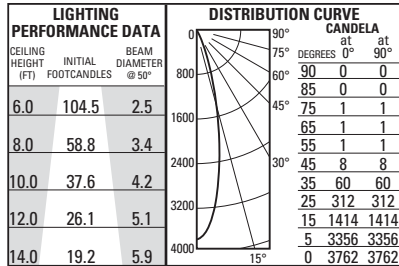 LIGHTING
PERFORMANCE DATA
CEILING HEIGHT (FT) INITIAL FOOTCANDLES BEAM DIAMETER @ 50°
6.0 104.5 2.5
8.0 58.8 3.4
10.0 37.6 4.2
12.0 26.1 5.1
14.0 19.2 5.9
DISTRIBUTION CURVE
0
800
1600
2400
3200
4000
90°
75°
60°
45°
30°
15°
CANDELA
DEGREES at 0° at 90°
90 0 0
85 0 0
75 1 1
65 1 1
55 1 1
45 8 8
35 60 60
25 312 312
15 1414 1414
5 3356 3356
0 3762 3762